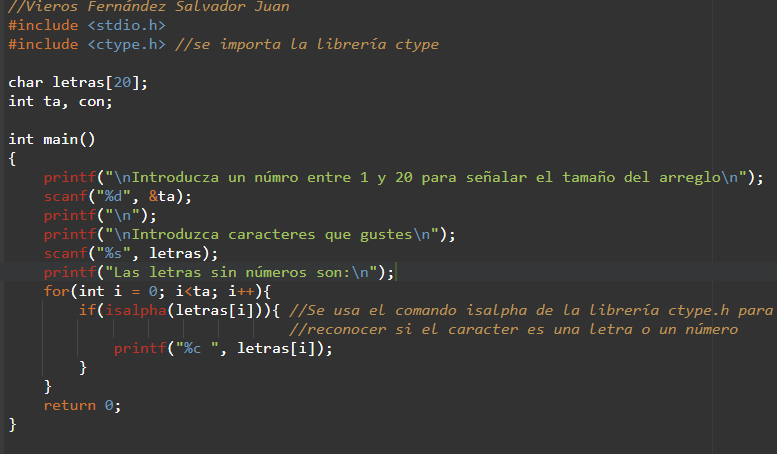 //Vieros Fernández Salvador Juan
#include <stdio.h>
#include <ctype.h> //se importa la librería ctype
char letras[20];
int ta, con;
int main()
{
printf("\nIntroducza un númro entre 1 y 20 para señalar el tamaño del arreglo\n");
scanf("%d", &ta);
printf("\n");
printf("\nIntroduzca caracteres que gustes\n");
scanf("%s", letras);
printf("Las letras sin números son:\n");
for(int i = 0; i<ta; i++){
if(isalpha(letras[i])){ //Se usa el comando isalpha de la librería ctype.h para
//reconocer si el caracter es una letra o un número
printf("%c ", letras[i]);
}
}
return 0;
}